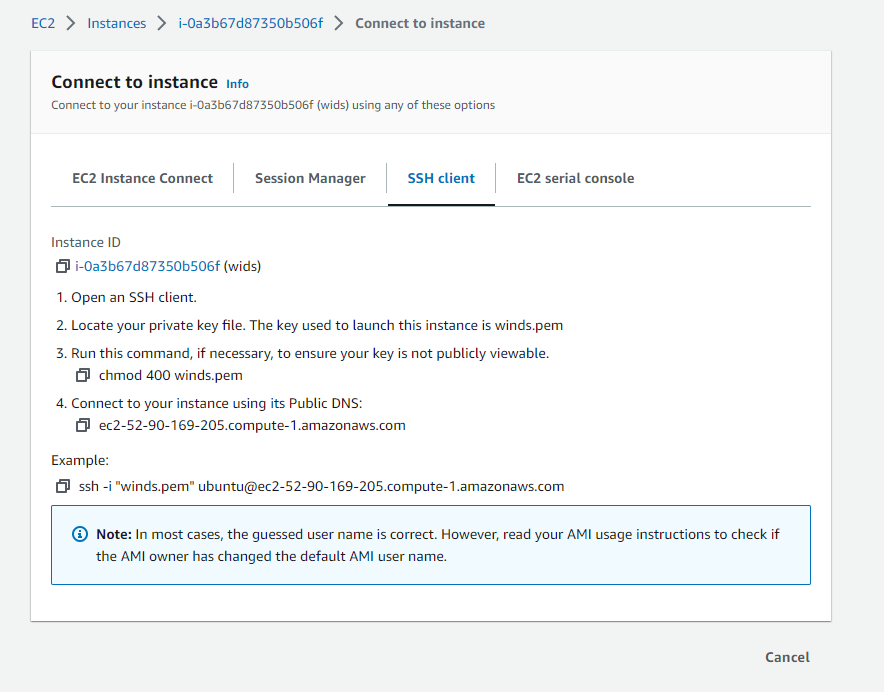 EC2 > Instances > i-0a3b67d87350b506f > Connect to instance
Connect to instance Info
Connect to your instance i-0a3b67d87350b506f (wids) using any of these options
EC2 Instance Connect Session Manager SSH client EC2 serial console
Instance ID
i-0a3b67d87350b506f (wids)
1. Open an SSH client.
2. Locate your private key file. The key used to launch this instance is winds.pem
3. Run this command, if necessary, to ensure your key is not publicly viewable.
chmod 400 winds.pem
4. Connect to your instance using its Public DNS:
ec2-52-90-169-205.compute-1.amazonaws.com
Example:
ssh -i "winds.pem" ubuntu@ec2-52-90-169-205.compute-1.amazonaws.com
Note: In most cases, the guessed user name is correct. However, read your AMI usage instructions to check if
the AMI owner has changed the default AMI user name.
Cancel